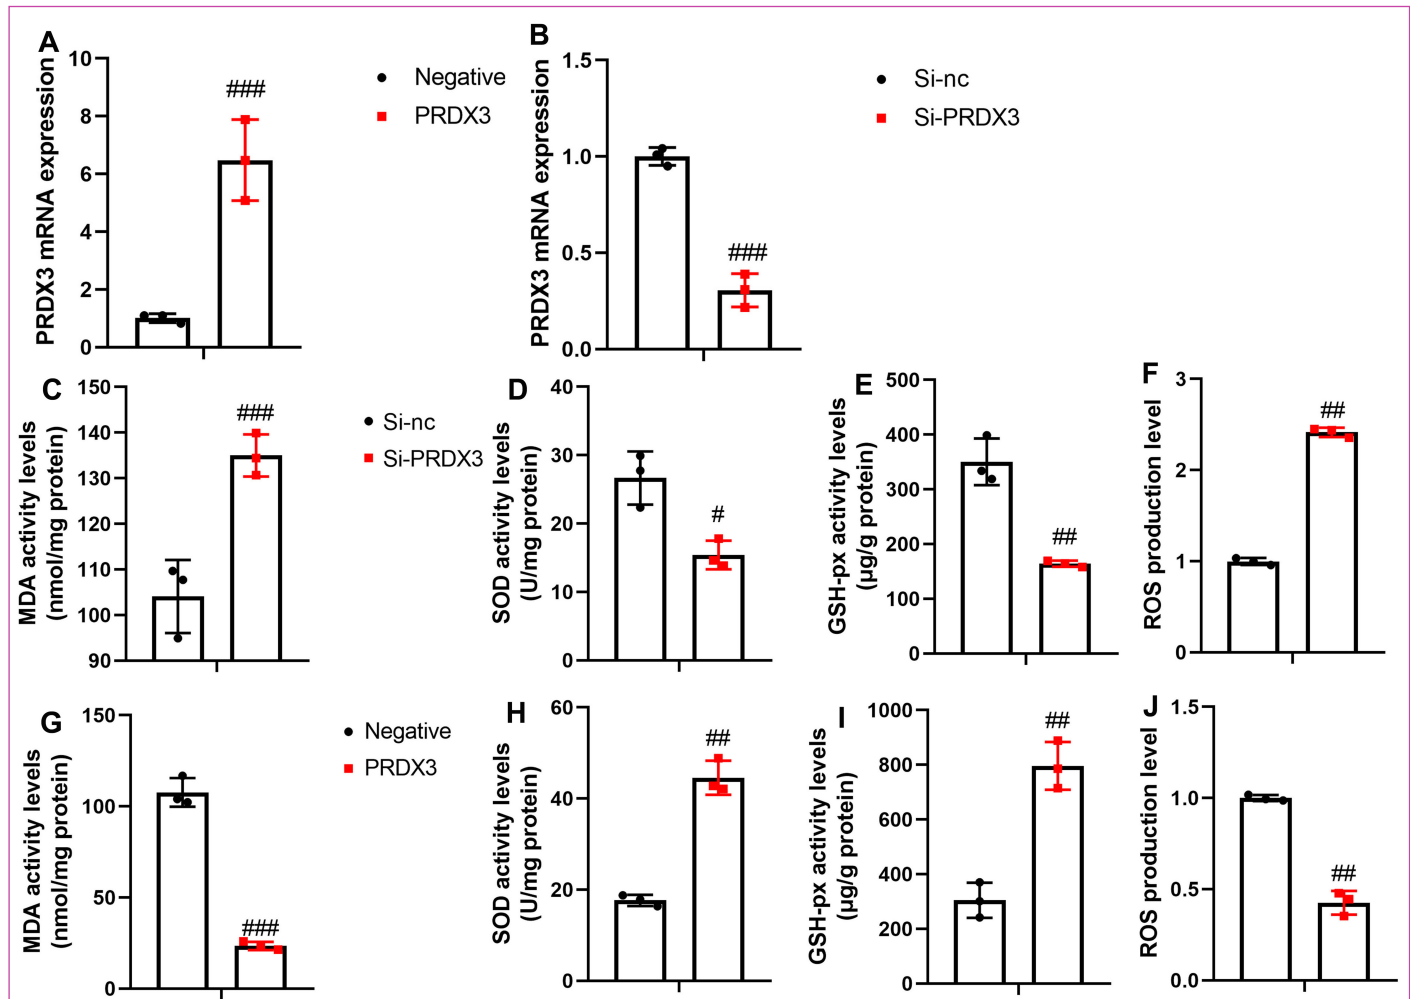 A
PRDX3 mRNA expression
10
8
6
4
2
0
###
Negative
PRDX3
B
PRDX3 mRNA expression
1.5
1.0
0.5
0.0
###
Si-nc
Si-PRDX3
C
MDA activity levels
(nmol/mg protein)
150
140
130
120
110
100
90
###
Si-nc
Si-PRDX3
D
SOD activity levels
(U/mg protein)
40
30
20
10
0
#
E
GSH-px activity levels
(µg/g protein)
500
400
300
200
100
0
##
F
ROS production level
3
2
1
0
##
G
MDA activity levels
(nmol/mg protein)
150
100
50
0
###
Negative
PRDX3
H
SOD activity levels
(U/mg protein)
60
40
20
0
##
I
GSH-px activity levels
(µg/g protein)
1000
800
600
400
200
0
##
J
ROS production level
1.5
1.0
0.5
0.0
##